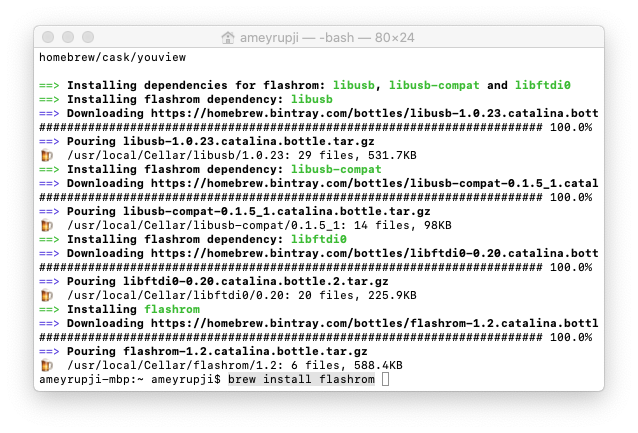 ameyrupji — -bash — 80×24
homebrew/cask/youview
==> Installing dependencies for flashrom: libusb, libusb-compat and libftdi0
==> Installing flashrom dependency: libusb
==> Downloading https://homebrew.bintray.com/bottles/libusb-1.0.23.catalina.bott
######################################################################## 100.0%
==> Pouring libusb-1.0.23.catalina.bottle.tar.gz
🍺  /usr/local/Cellar/libusb/1.0.23: 29 files, 531.7KB
==> Installing flashrom dependency: libusb-compat
==> Downloading https://homebrew.bintray.com/bottles/libusb-compat-0.1.5_1.catal
######################################################################## 100.0%
==> Pouring libusb-compat-0.1.5_1.catalina.bottle.tar.gz
🍺  /usr/local/Cellar/libusb-compat/0.1.5_1: 14 files, 98KB
==> Installing flashrom dependency: libftdi0
==> Downloading https://homebrew.bintray.com/bottles/libftdi0-0.20.catalina.bott
######################################################################## 100.0%
==> Pouring libftdi0-0.20.catalina.bottle.2.tar.gz
🍺  /usr/local/Cellar/libftdi0/0.20: 20 files, 225.9KB
==> Installing flashrom
==> Downloading https://homebrew.bintray.com/bottles/flashrom-1.2.catalina.bottl
######################################################################## 100.0%
==> Pouring flashrom-1.2.catalina.bottle.tar.gz
🍺  /usr/local/Cellar/flashrom/1.2: 6 files, 588.4KB
ameyrupji-mbp:~ ameyrupji$ brew install flashrom